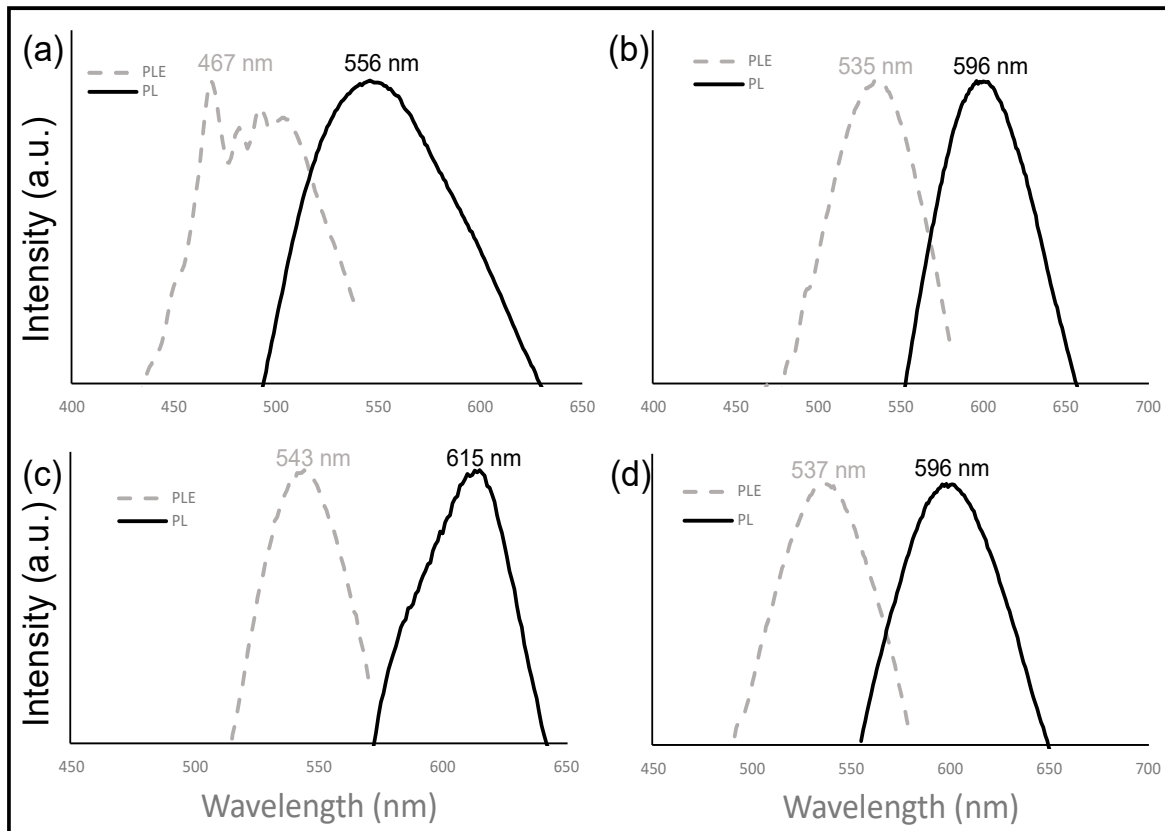 (a)
PLE
PL
467 nm
556 nm
Intensity (a.u.)
400 450 500 550 600 650
(b)
PLE
PL
535 nm
596 nm
400 450 500 550 600 650 700
(c)
PLE
PL
543 nm
615 nm
Intensity (a.u.)
450 500 550 600 650
Wavelength (nm)
(d)
PLE
PL
537 nm
596 nm
450 500 550 600 650 700
Wavelength (nm)